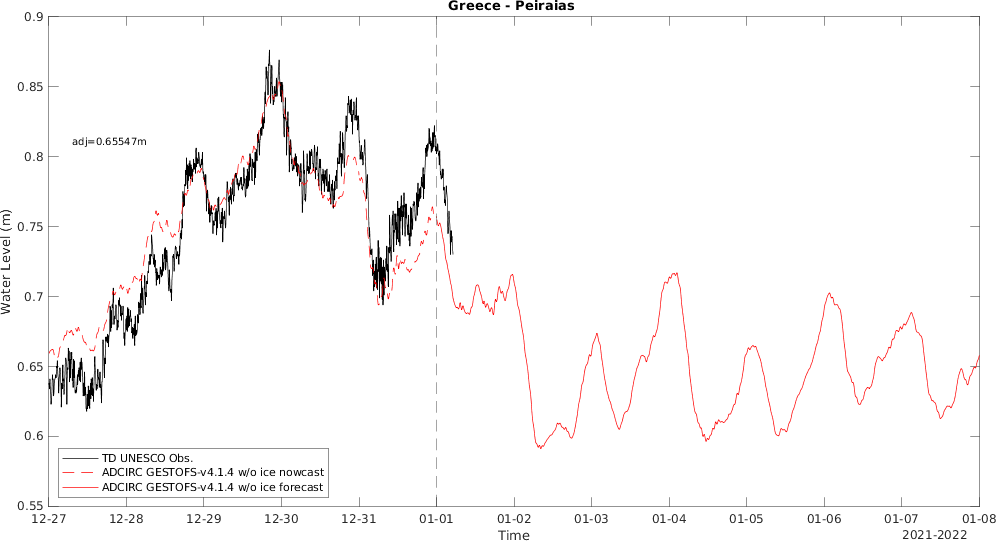 Greece - Peiraias
0.9
0.85
0.8
0.75
0.7
0.65
0.6
0.55
Water Level (m)
adj=0.65547m
TD UNESCO Obs.
ADCIRC GESTOFS-v4.1.4 w/o ice nowcast
ADCIRC GESTOFS-v4.1.4 w/o ice forecast
12-27 12-28 12-29 12-30 12-31 01-01 01-02 01-03 01-04 01-05 01-06 01-07 01-08
Time
2021-2022